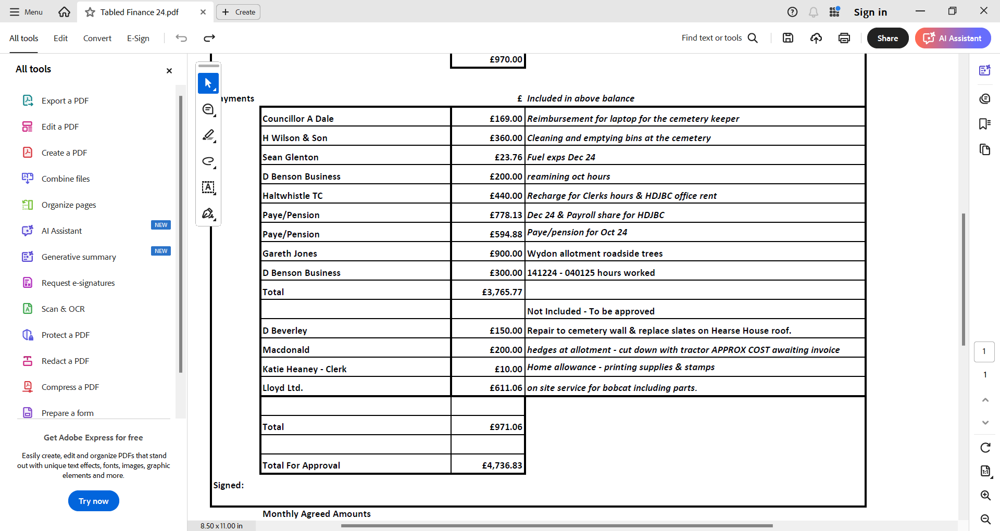 Menu
Tabled Finance 24.pdf
Create
Sign in
All tools
Edit
Convert
E-Sign
Find text or tools
Share
AI Assistant
All tools
Export a PDF
Edit a PDF
Create a PDF
Combine files
Organize pages
AI Assistant NEW
Generative summary NEW
Request e-signatures
Scan & OCR
Protect a PDF
Redact a PDF
Compress a PDF
Prepare a form
Get Adobe Express for free
Easily create, edit and organize PDFs that stand
out with unique text effects, fonts, images, graphic
elements and more.
Try now
£970.00
ayments £ Included in above balance
Councillor A Dale £169.00 Reimbursement for laptop for the cemetery keeper
H Wilson & Son £360.00 Cleaning and emptying bins at the cemetery
Sean Glenton £23.76 Fuel exps Dec 24
D Benson Business £200.00 reamining oct hours
Haltwhistle TC £440.00 Recharge for Clerks hours & HDJBC office rent
Paye/Pension £778.13 Dec 24 & Payroll share for HDJBC
Paye/Pension £594.88 Paye/pension for Oct 24
Gareth Jones £900.00 Wydon allotment roadside trees
D Benson Business £300.00 141224 - 040125 hours worked
Total £3,765.77
Not Included - To be approved
D Beverley £150.00 Repair to cemetery wall & replace slates on Hearse House roof.
Macdonald £200.00 hedges at allotment - cut down with tractor APPROX COST awaiting invoice
Katie Heaney - Clerk £10.00 Home allowance - printing supplies & stamps
Lloyd Ltd. £611.06 on site service for bobcat including parts.
Total £971.06
Total For Approval £4,736.83
Signed:
Monthly Agreed Amounts
8.50 x 11.00 in
1
1